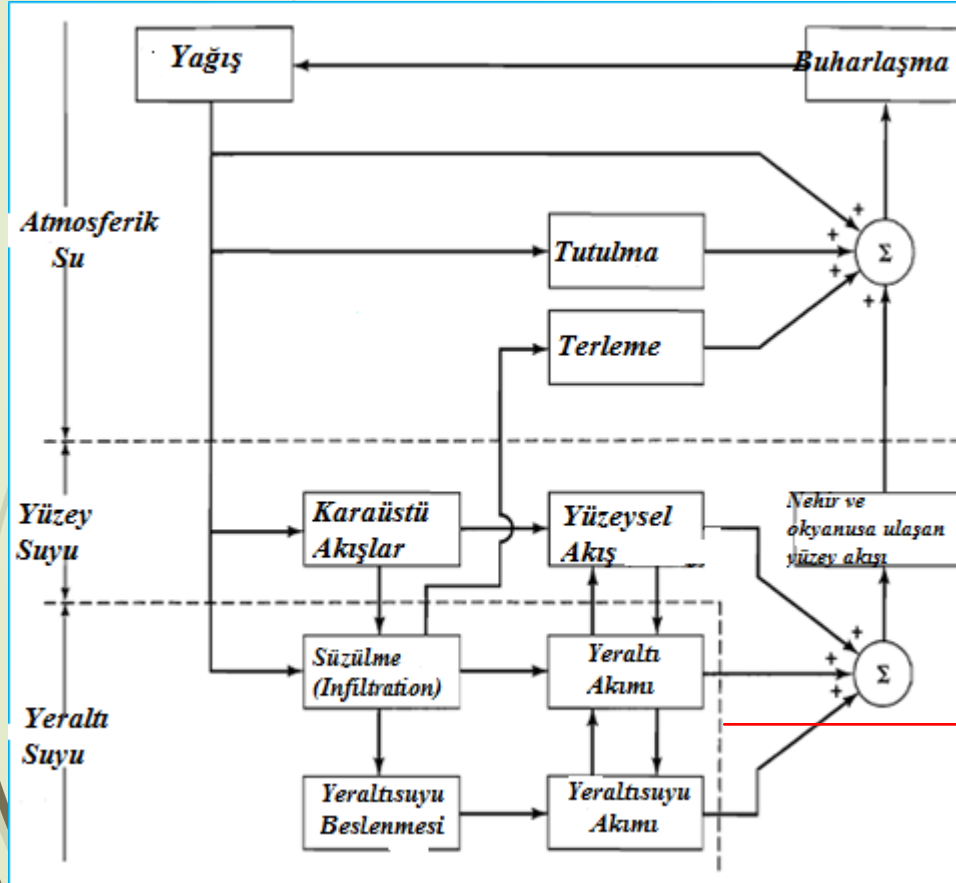 Yağış
Buharlaşma
+
Atmosferik
Su
Tutulma
+
Σ
+
+
Terleme
Yüzey
Suyu
Karaüstü
Akışlar
Yüzeysel
Akış
Nehir ve
okyanusa ulaşan
yüzey akışı
Yeraltı
Suyu
Süzülme
(Infiltration)
Yeraltı
Akımı
+
+
+
Σ
Yeraltısuyu
Beslenmesi
Yeraltısuyu
Akımı